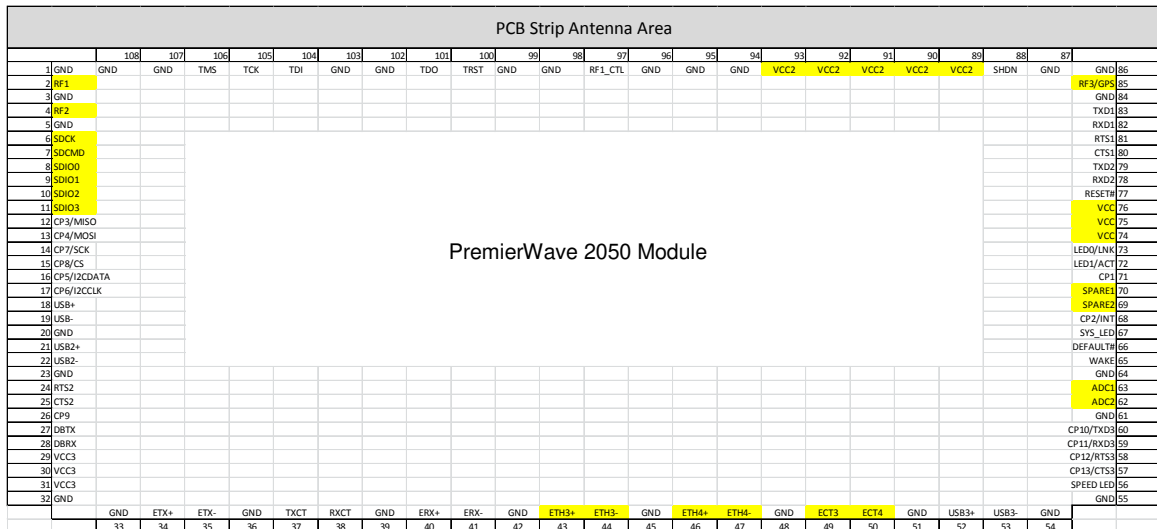 PCB Strip Antenna Area
108 107 106 105 104 103 102 101 100 99 98 97 96 95 94 93 92 91 90 89 88 87
1 GND GND GND TMS TCK TDI GND GND TDO TRST GND GND RF1_CTL GND GND GND VCC2 VCC2 VCC2 VCC2 VCC2 SHDN GND GND 86
2 RF1 RF3/GPS 85
3 GND GND 84
4 RF2 TXD1 83
5 GND RXD1 82
6 SDCK RTS1 81
7 SDCMD CTS1 80
8 SDIO0 TXD2 79
9 SDIO1 RXD2 78
10 SDIO2 RESET# 77
11 SDIO3 VCC 76
12 CP3/MISO VCC 75
13 CP4/MOSI VCC 74
14 CP7/SCK PremierWave 2050 Module LED0/LNK 73
15 CP8/CS LED1/ACT 72
16 CP5/I2CDATA CP1 71
17 CP6/I2CCLK SPARE1 70
18 USB+ SPARE2 69
19 USB- CP2/INT 68
20 GND SYS_LED 67
21 USB2+ DEFAULT# 66
22 USB2- WAKE 65
23 GND GND 64
24 RTS2 ADC1 63
25 CTS2 ADC2 62
26 CP9 GND 61
27 DBTX CP10/TXD3 60
28 DBRX CP11/RXD3 59
29 VCC3 CP12/RTS3 58
30 VCC3 CP13/CTS3 57
31 VCC3 SPEED LED 56
32 GND GND 55
GND ETX+ ETX- GND TXCT RXCT GND ERX+ ERX- GND ETH3+ ETH3- GND ETH4+ ETH4- GND ECT3 ECT4 GND USB3+ USB3- GND
33 34 35 36 37 38 39 40 41 42 43 44 45 46 47 48 49 50 51 52 53 54